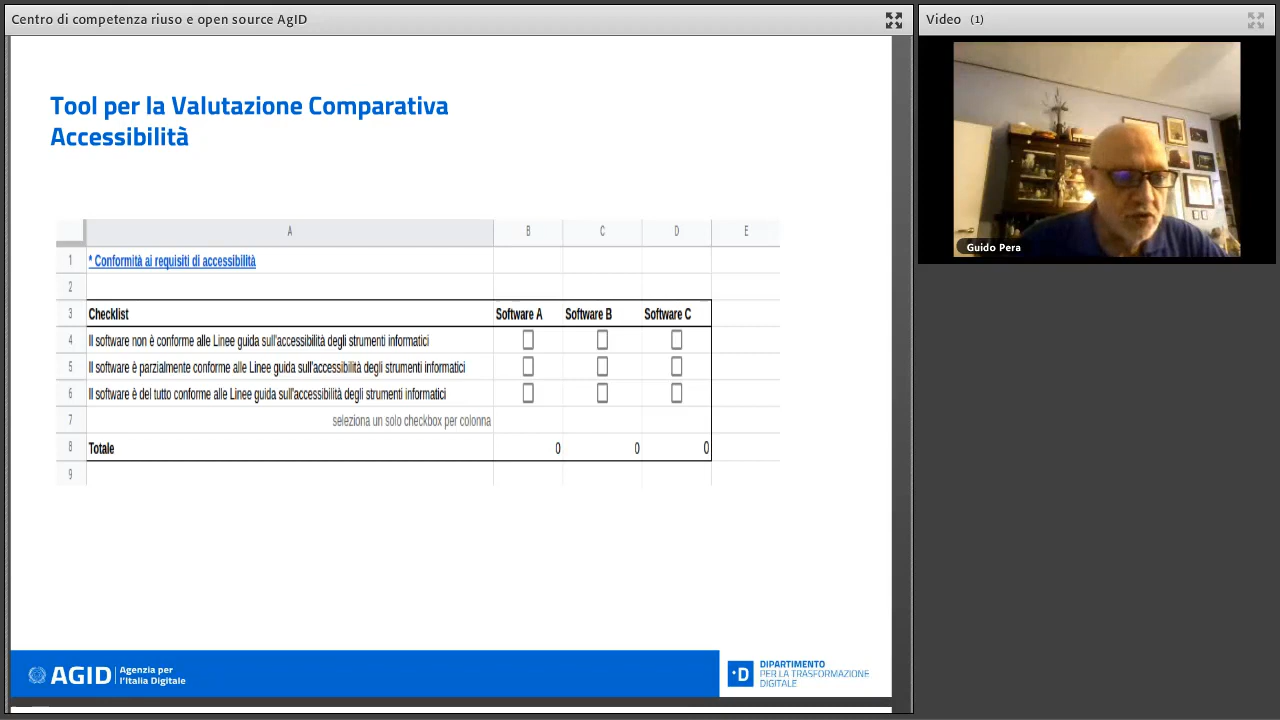 Centro di competenza riuso e open source AgID
Video (1)
Tool per la Valutazione Comparativa
Accessibilità
A B C D E
1 * Conformità ai requisiti di accessibilità
2
3 Checklist Software A Software B Software C
4 Il software non è conforme alle Linee guida sull'accessibilità degli strumenti informatici
5 Il software è parzialmente conforme alle Linee guida sull'accessibilità degli strumenti informatici
6 Il software è del tutto conforme alle Linee guida sull'accessibilità degli strumenti informatici
7 seleziona un solo checkbox per colonna
8 Totale 0 0 0
9
Guido Pera
AGID Agenzia per
l'Italia Digitale
DIPARTIMENTO
PER LA TRASFORMAZIONE
DIGITALE